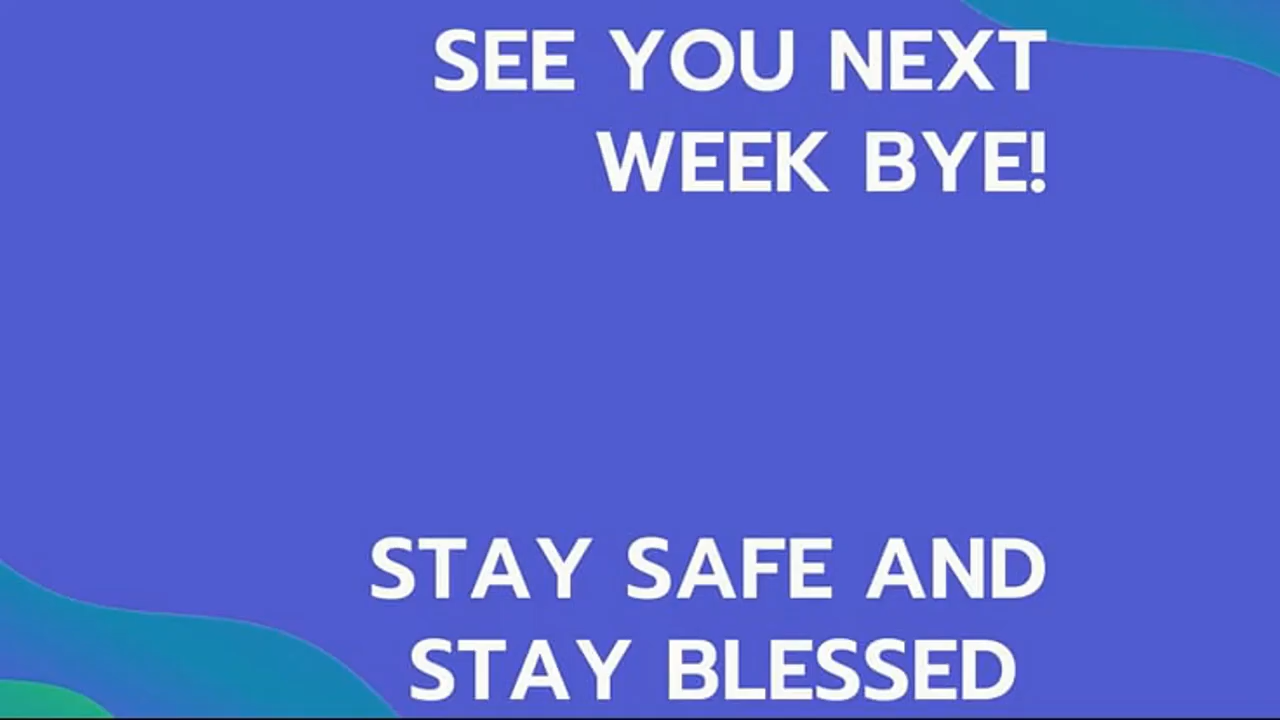 SEE YOU NEXT
WEEK BYE!
STAY SAFE AND
STAY BLESSED